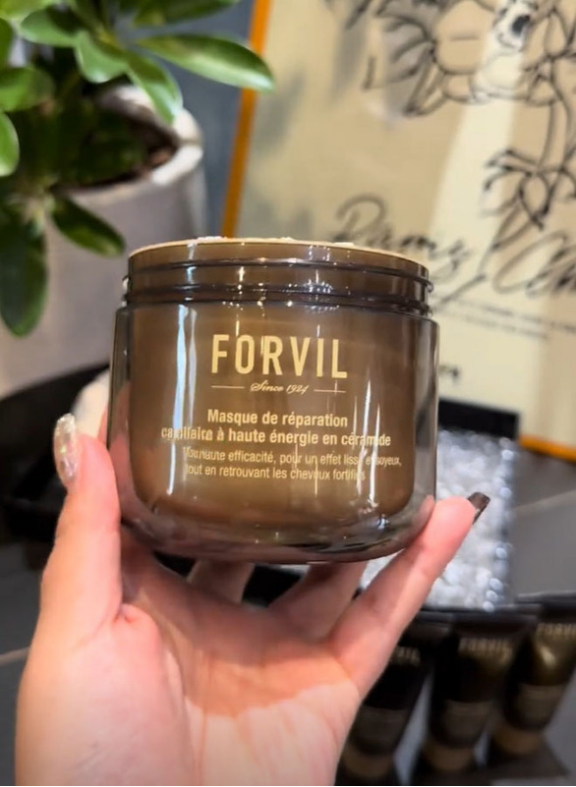 FORVIL
Since 1924
Masque de réparation
capillaire à haute énergie en céramide
haute efficacité, pour un effet lisse et soyeux,
tout en retrouvant les cheveux fortifiés
FORVIL